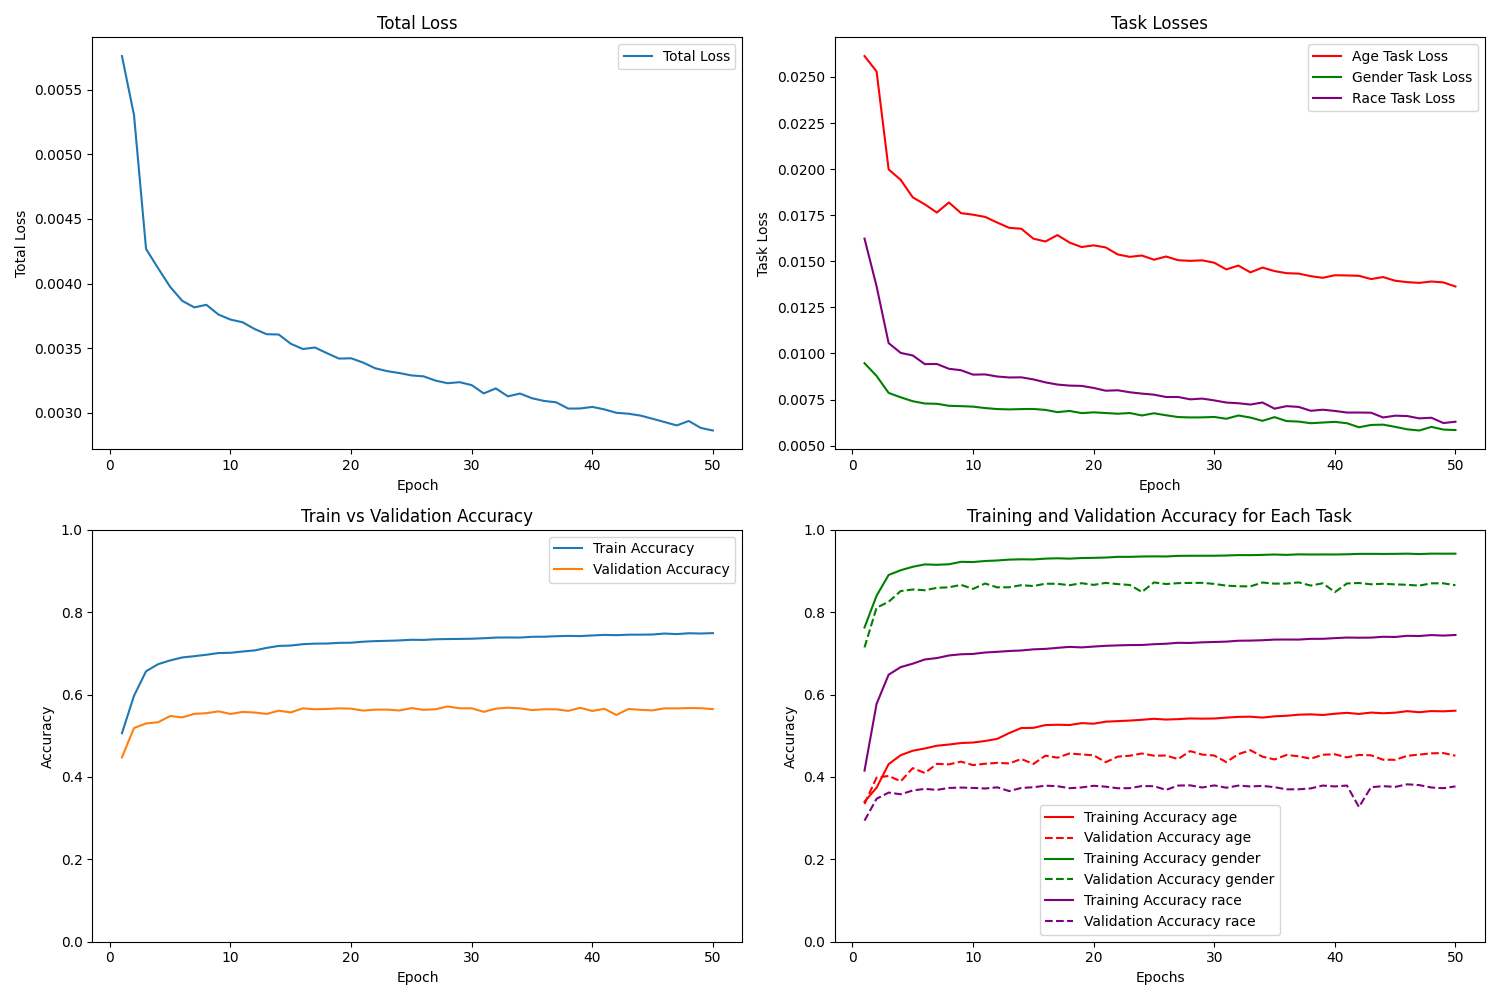 Total Loss
Total Loss
0.0055
0.0050
0.0045
0.0040
0.0035
0.0030
Total Loss
0 10 20 30 40 50
Epoch
Task Losses
Age Task Loss
Gender Task Loss
Race Task Loss
0.0250
0.0225
0.0200
0.0175
0.0150
0.0125
0.0100
0.0075
0.0050
Task Loss
0 10 20 30 40 50
Epoch
Train vs Validation Accuracy
Train Accuracy
Validation Accuracy
1.0
0.8
0.6
0.4
0.2
0.0
Accuracy
0 10 20 30 40 50
Epoch
Training and Validation Accuracy for Each Task
1.0
0.8
0.6
0.4
0.2
0.0
Accuracy
Training Accuracy age
Validation Accuracy age
Training Accuracy gender
Validation Accuracy gender
Training Accuracy race
Validation Accuracy race
0 10 20 30 40 50
Epochs